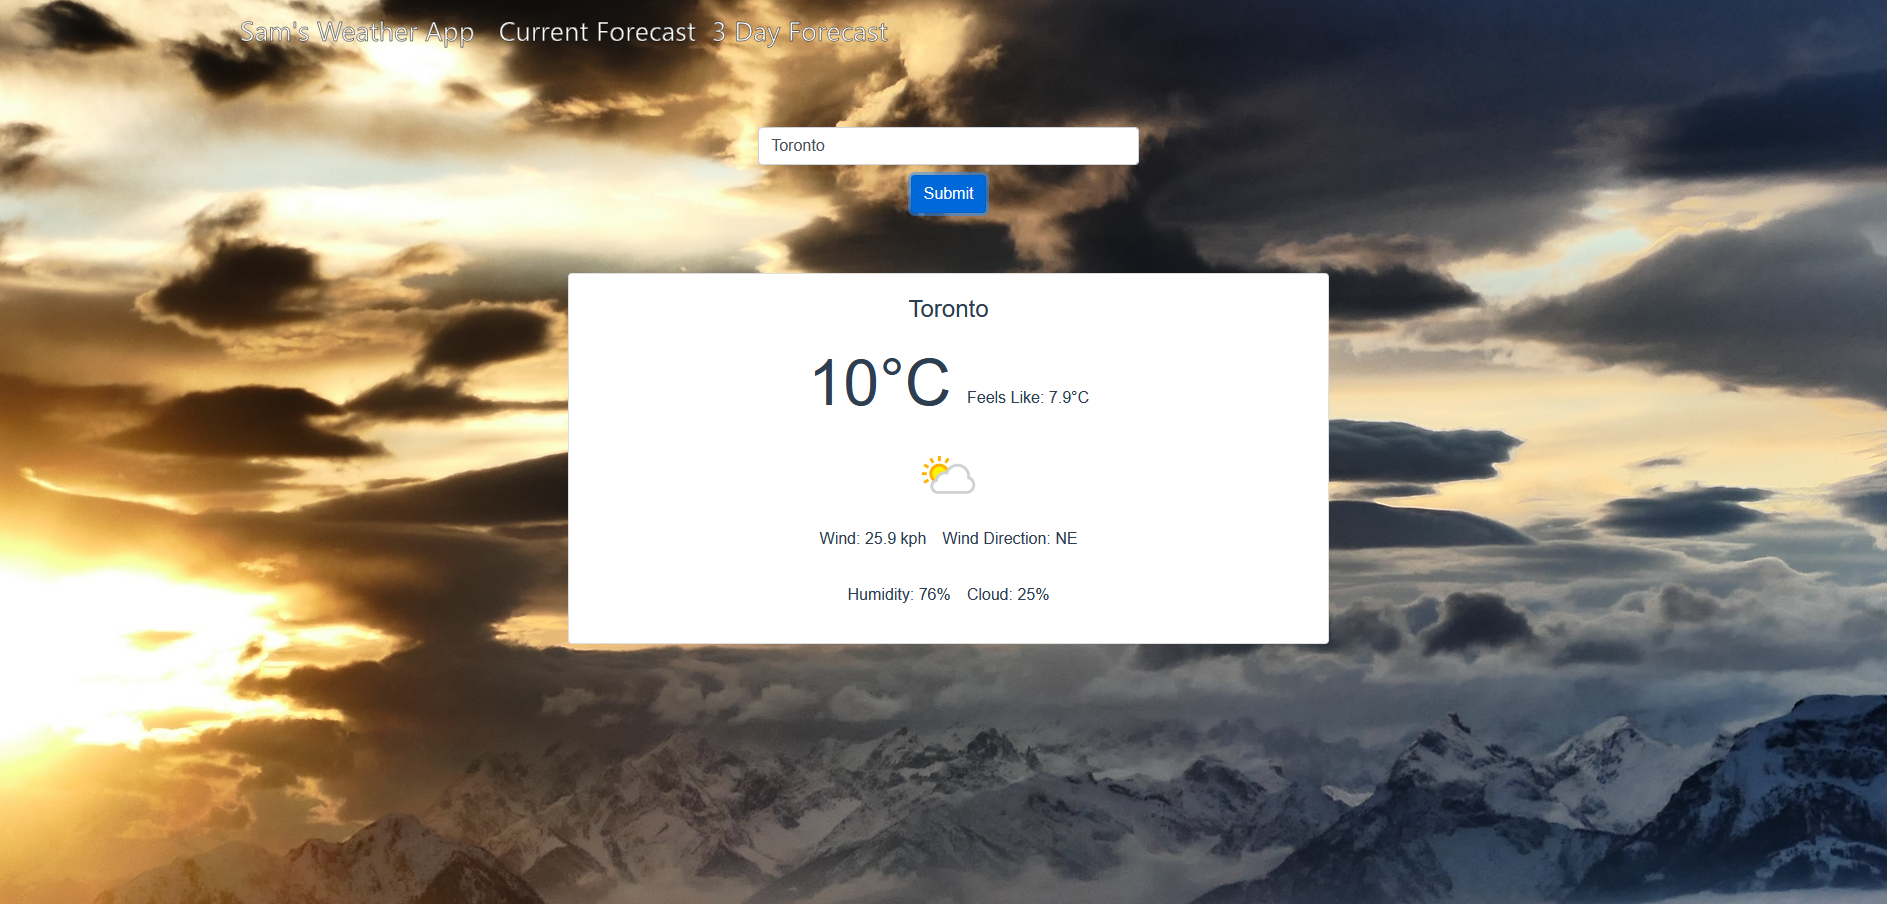 Sam's Weather App Current Forecast 3 Day Forecast
Toronto
Submit
Toronto
10°C Feels Like: 7.9°C
Wind: 25.9 kph Wind Direction: NE
Humidity: 76% Cloud: 25%